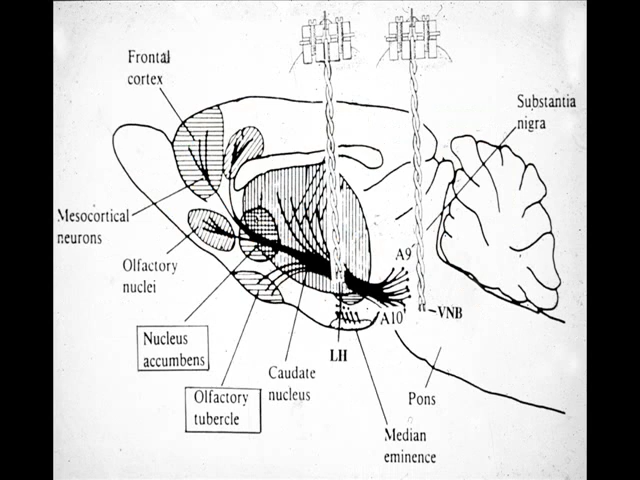 Frontal
cortex
Substantia
nigra
Mesocortical
neurons
Olfactory
nuclei
A9
A10
VNB
Nucleus
accumbens
LH
Caudate
nucleus
Olfactory
tubercle
Pons
Median
eminence